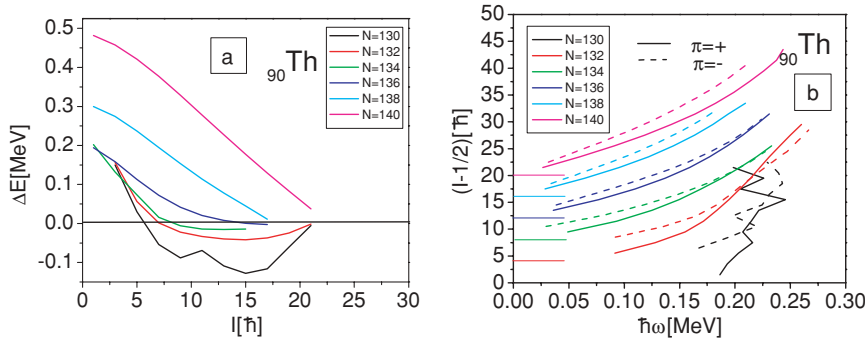 a
90Th
N=130
N=132
N=134
N=136
N=138
N=140
ΔE[MeV]
0.5
0.4
0.3
0.2
0.1
0.0
-0.1
0 5 10 15 20 25 30
I[ħ]
b
90Th
N=130
N=132
N=134
N=136
N=138
N=140
π=+
π=-
(I-1/2)[ħ]
50
45
40
35
30
25
20
15
10
5
0
0.00 0.05 0.10 0.15 0.20 0.25 0.30
ħω[MeV]